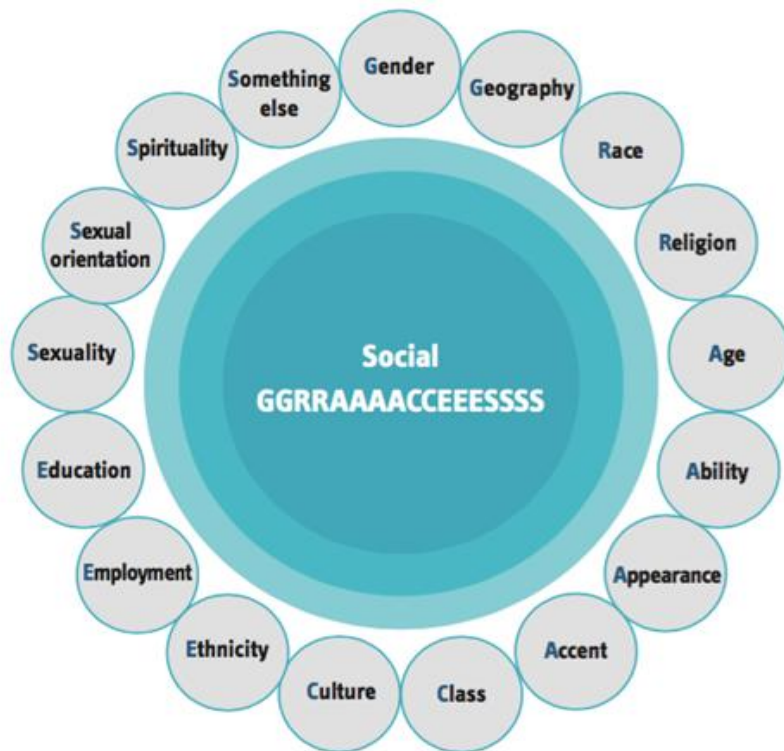 Social
GGRRAAAACCEEESSSS
Gender
Geography
Race
Religion
Age
Ability
Appearance
Accent
Class
Culture
Ethnicity
Employment
Education
Sexuality
Sexual
orientation
Spirituality
Something
else